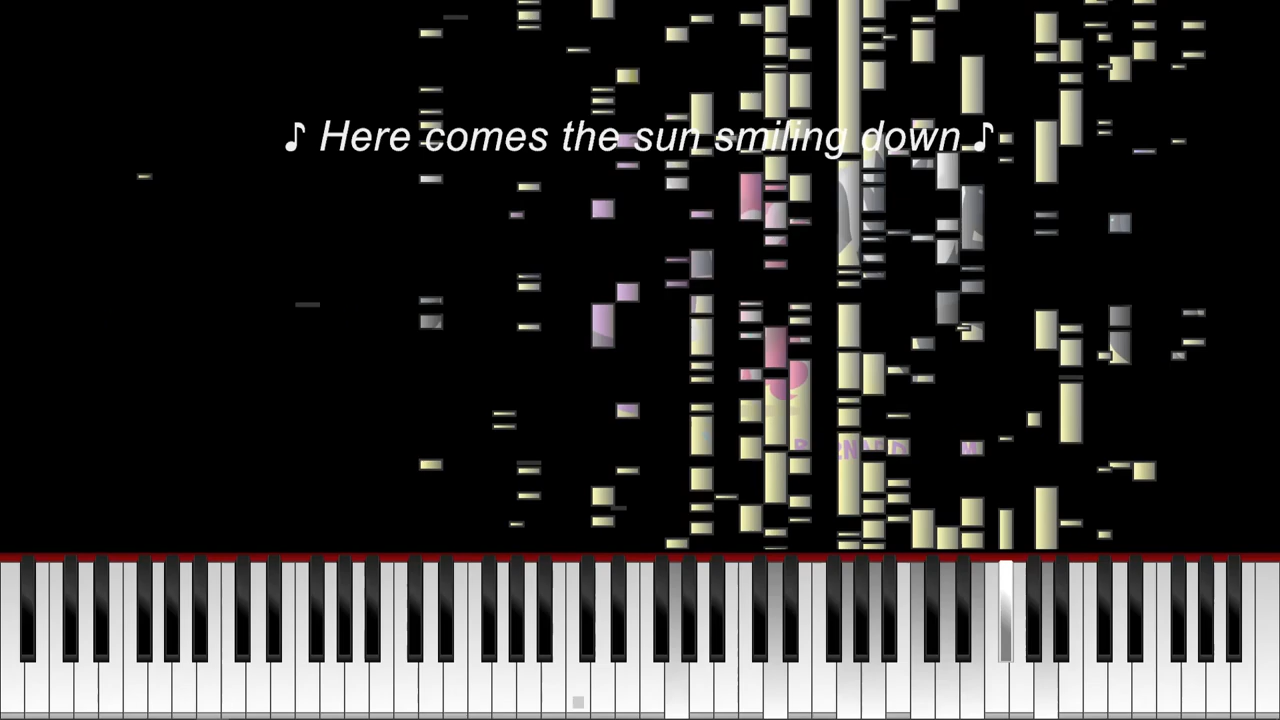 ♪ Here comes the sun smiling down ♪